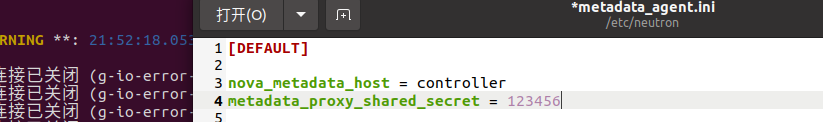 打开(O)
*metadata_agent.ini
/etc/neutron
RNING **: 21:52:18.053
连接已关闭 (g-io-error-
连接已关闭 (g-io-error-
连接已关闭 (g-io-error-
连接已关闭 (g-io-error-
1 [DEFAULT]
2
3 nova_metadata_host = controller
4 metadata_proxy_shared_secret = 123456
5